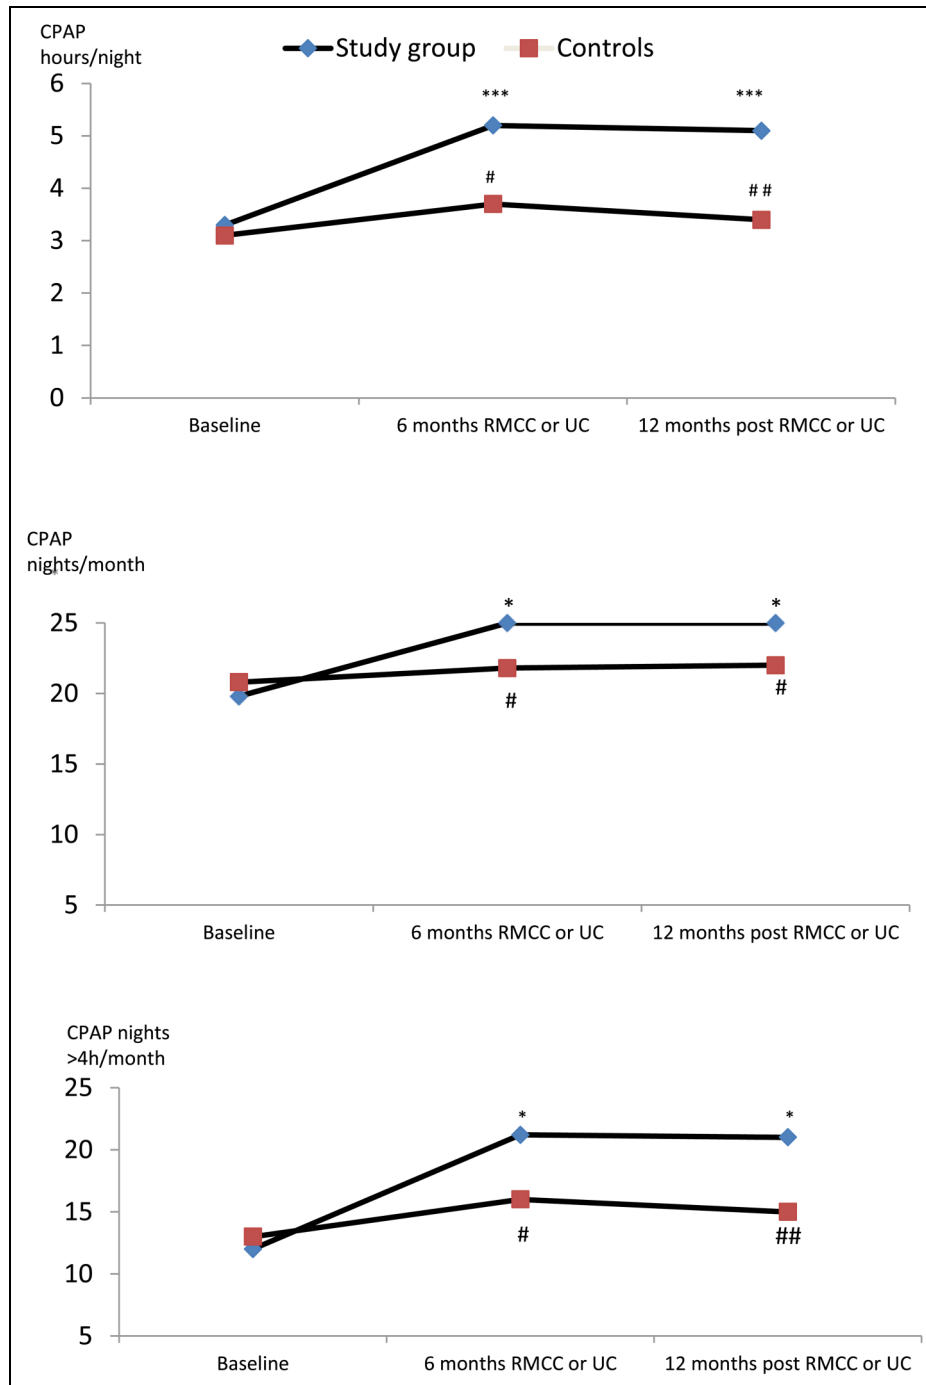 CPAP
hours/night
Study group
Controls
6
*** ***
5
4
# # #
3
2
1
0
Baseline 6 months RMCC or UC 12 months post RMCC or UC
CPAP
nights/month
25
* *
20
# #
15
10
5
Baseline 6 months RMCC or UC 12 months post RMCC or UC
CPAP nights
>4h/month
25
* *
20
15
# ##
10
5
Baseline 6 months RMCC or UC 12 months post RMCC or UC